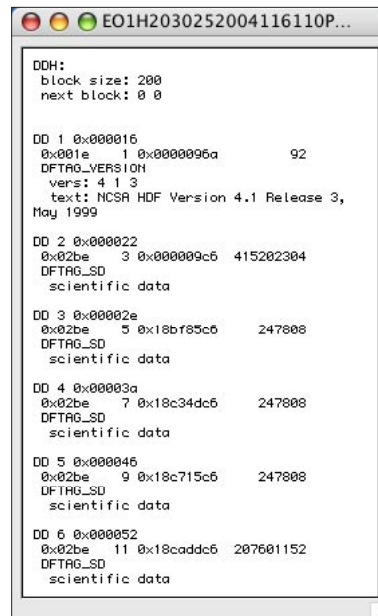 EO1H2030252004116110P...
DDH:
block size: 200
next block: 0 0
DD 1 0x000016
0x001e 1 0x0000096a 92
DFTAG_VERSION
vers: 4 1 3
text: NCSA HDF Version 4.1 Release 3,
May 1999
DD 2 0x000022
0x02be 3 0x000009c6 415202304
DFTAG_SD
scientific data
DD 3 0x00002e
0x02be 5 0x18bf85c6 247808
DFTAG_SD
scientific data
DD 4 0x00003a
0x02be 7 0x18c34dc6 247808
DFTAG_SD
scientific data
DD 5 0x000046
0x02be 9 0x18c715c6 247808
DFTAG_SD
scientific data
DD 6 0x000052
0x02be 11 0x18caddc6 207601152
DFTAG_SD
scientific data